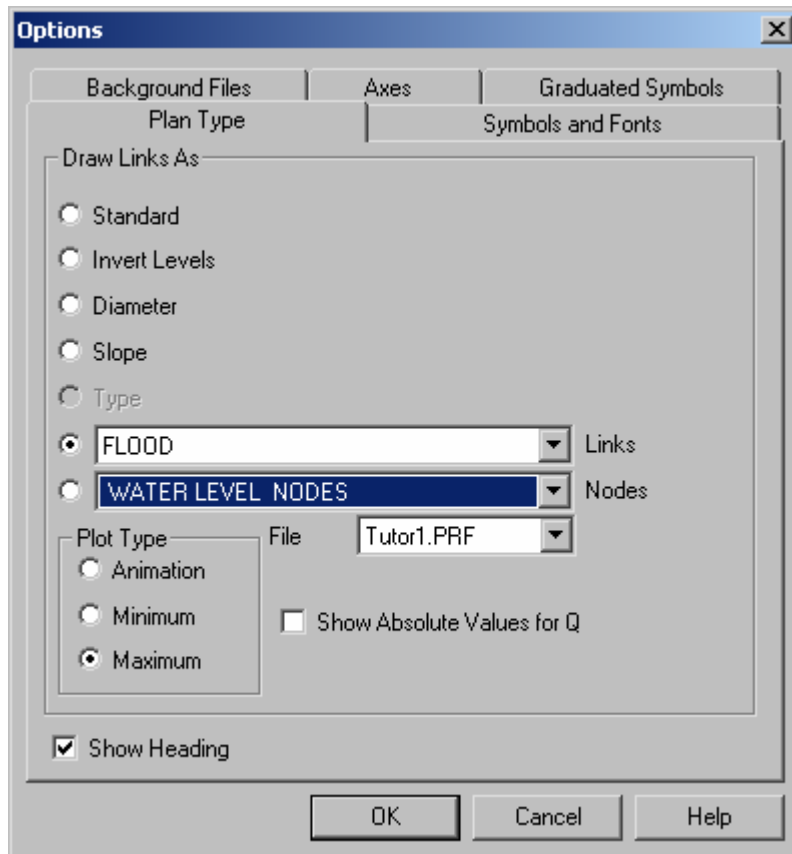 Options
Background Files
Axes
Graduated Symbols
Plan Type
Symbols and Fonts
Draw Links As
Standard
Invert Levels
Diameter
Slope
Type
FLOOD
Links
WATER LEVEL NODES
Nodes
Plot Type
File
Tutor1.PRF
Animation
Minimum
Show Absolute Values for Q
Maximum
Show Heading
OK
Cancel
Help